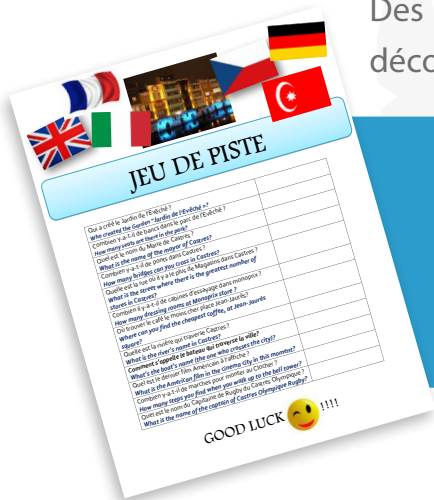 Des
déco
JEU DE PISTE
Qui a créé le Jardin de l'Evêché ?
Who created the Garden "Jardin de l'Evêché »?
Combien y-a-t-il de bancs dans le parc de l'Evêché ?
How many seats are there in the park?
Quel est le nom du Maire de Castres ?
What is the name of the mayor of Castres?
Combien y-a-t-il de ponts dans Castres ?
How many bridges can you cross in Castres?
Quelle est la rue où il y a le plus de Magasins dans Castres ?
What is the street where there is the greatest number of
stores in Castres?
Combien il y-a-t-il de cabines d'essayage dans monoprix ?
How many dressing rooms at Monoprix store ?
Où trouver le café le moins cher place Jean-Jaurès?
Where can you find the cheapest coffee, at Jean-Jaurès
square?
Quelle est la rivière qui traverse Castres ?
What is the river's name in Castres?
Comment s'appelle le bateau qui traverse la ville?
What's the boat's name (the one who crosses the city)?
Quel est le dernier film Américain à l'affiche ?
What is the American film in the cinema city in this moment?
Combien y-a-t-il de marches pour monter au Clocher ?
How many steps you find when you walk up to the bell tower?
Quel est le nom du Capitaine de Rugby du Castres Olympique ?
What is the name of the captain of Castres Olympique Rugby?
GOOD LUCK !!!!